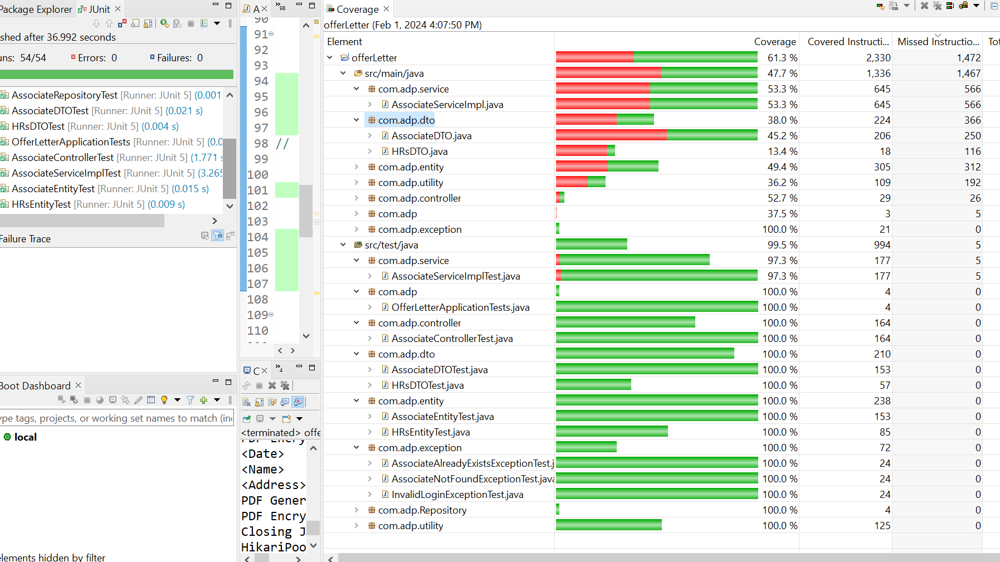 Package Explorer
JUnit
shed after 36.992 seconds
uns: 54/54
Errors: 0
Failures: 0
AssociateRepositoryTest [Runner: JUnit 5] (0.001
AssociateDTOTest [Runner: JUnit 5] (0.021 s)
HRsDTOTest [Runner: JUnit 5] (0.004 s)
OfferLetterApplicationTests [Runner: JUnit 5] (0.0
AssociateControllerTest [Runner: JUnit 5] (1.771 s
AssociateServiceImplTest [Runner: JUnit 5] (3.265
AssociateEntityTest [Runner: JUnit 5] (0.015 s)
HRsEntityTest [Runner: JUnit 5] (0.009 s)
Failure Trace
Boot Dashboard
ype tags, projects, or working set names to match (inc
local
elements hidden by filter
A
98
90
91
92
93
94
95
96
97
98 //
99
100
101
102
103
104
105
106
107
108
109
110
C
4
<terminated> offe
PDF Encry
<Date>
<Name>
<Address>
PDF Gener
PDF Encry
Closing J
HikariPoo
Coverage
offerLetter (Feb 1, 2024 4:07:50 PM)
Element Coverage Covered Instructi... Missed Instructio... Tot
offerLetter 61.3 % 2,330 1,472
src/main/java 47.7 % 1,336 1,467
com.adp.service 53.3 % 645 566
AssociateServiceImpl.java 53.3 % 645 566
com.adp.dto 38.0 % 224 366
AssociateDTO.java 45.2 % 206 250
HRsDTO.java 13.4 % 18 116
com.adp.entity 49.4 % 305 312
com.adp.utility 36.2 % 109 192
com.adp.controller 52.7 % 29 26
com.adp 37.5 % 3 5
com.adp.exception 100.0 % 21 0
src/test/java 99.5 % 994 5
com.adp.service 97.3 % 177 5
AssociateServiceImplTest.java 97.3 % 177 5
com.adp 100.0 % 4 0
OfferLetterApplicationTests.java 100.0 % 4 0
com.adp.controller 100.0 % 164 0
AssociateControllerTest.java 100.0 % 164 0
com.adp.dto 100.0 % 210 0
AssociateDTOTest.java 100.0 % 153 0
HRsDTOTest.java 100.0 % 57 0
com.adp.entity 100.0 % 238 0
AssociateEntityTest.java 100.0 % 153 0
HRsEntityTest.java 100.0 % 85 0
com.adp.exception 100.0 % 72 0
AssociateAlreadyExistsExceptionTest.j 100.0 % 24 0
AssociateNotFoundExceptionTest.java 100.0 % 24 0
InvalidLoginExceptionTest.java 100.0 % 24 0
com.adp.Repository 100.0 % 4 0
com.adp.utility 100.0 % 125 0